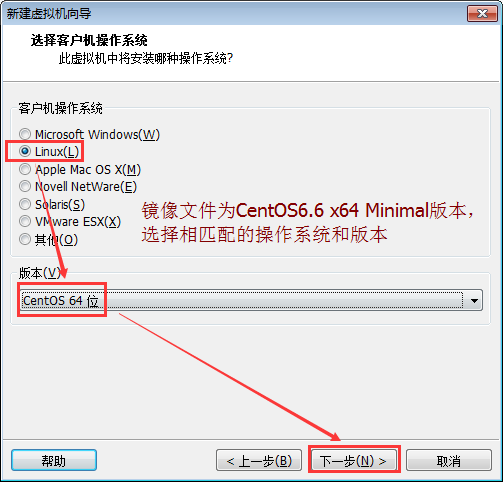 新建虚拟机向导
选择客户机操作系统
此虚拟机中将安装哪种操作系统?
客户机操作系统
Microsoft Windows(W)
Linux(L)
Apple Mac OS X(M)
Novell NetWare(E)
Solaris(S)
VMware ESX(X)
其他(O)
镜像文件为CentOS6.6 x64 Minimal版本，
选择相匹配的操作系统和版本
版本(V)
CentOS 64 位
帮助
< 上一步(B)
下一步(N) >
取消